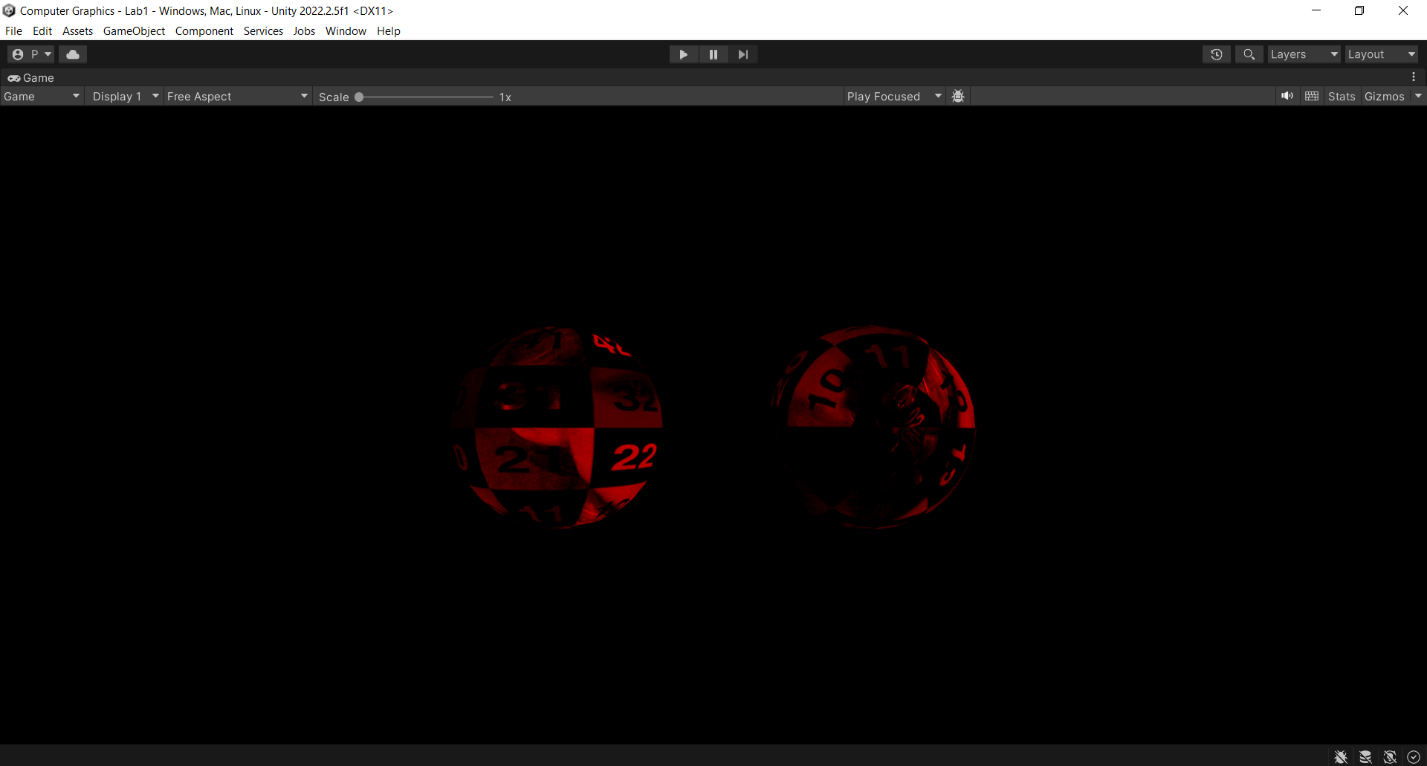 Computer Graphics - Lab1 - Windows, Mac, Linux - Unity 2022.2.5f1 <DX11>
File Edit Assets GameObject Component Services Jobs Window Help
P Layers Layout
Game
Game Display 1 Free Aspect Scale 1x Play Focused Stats Gizmos
11
31 32
10
21 22
11